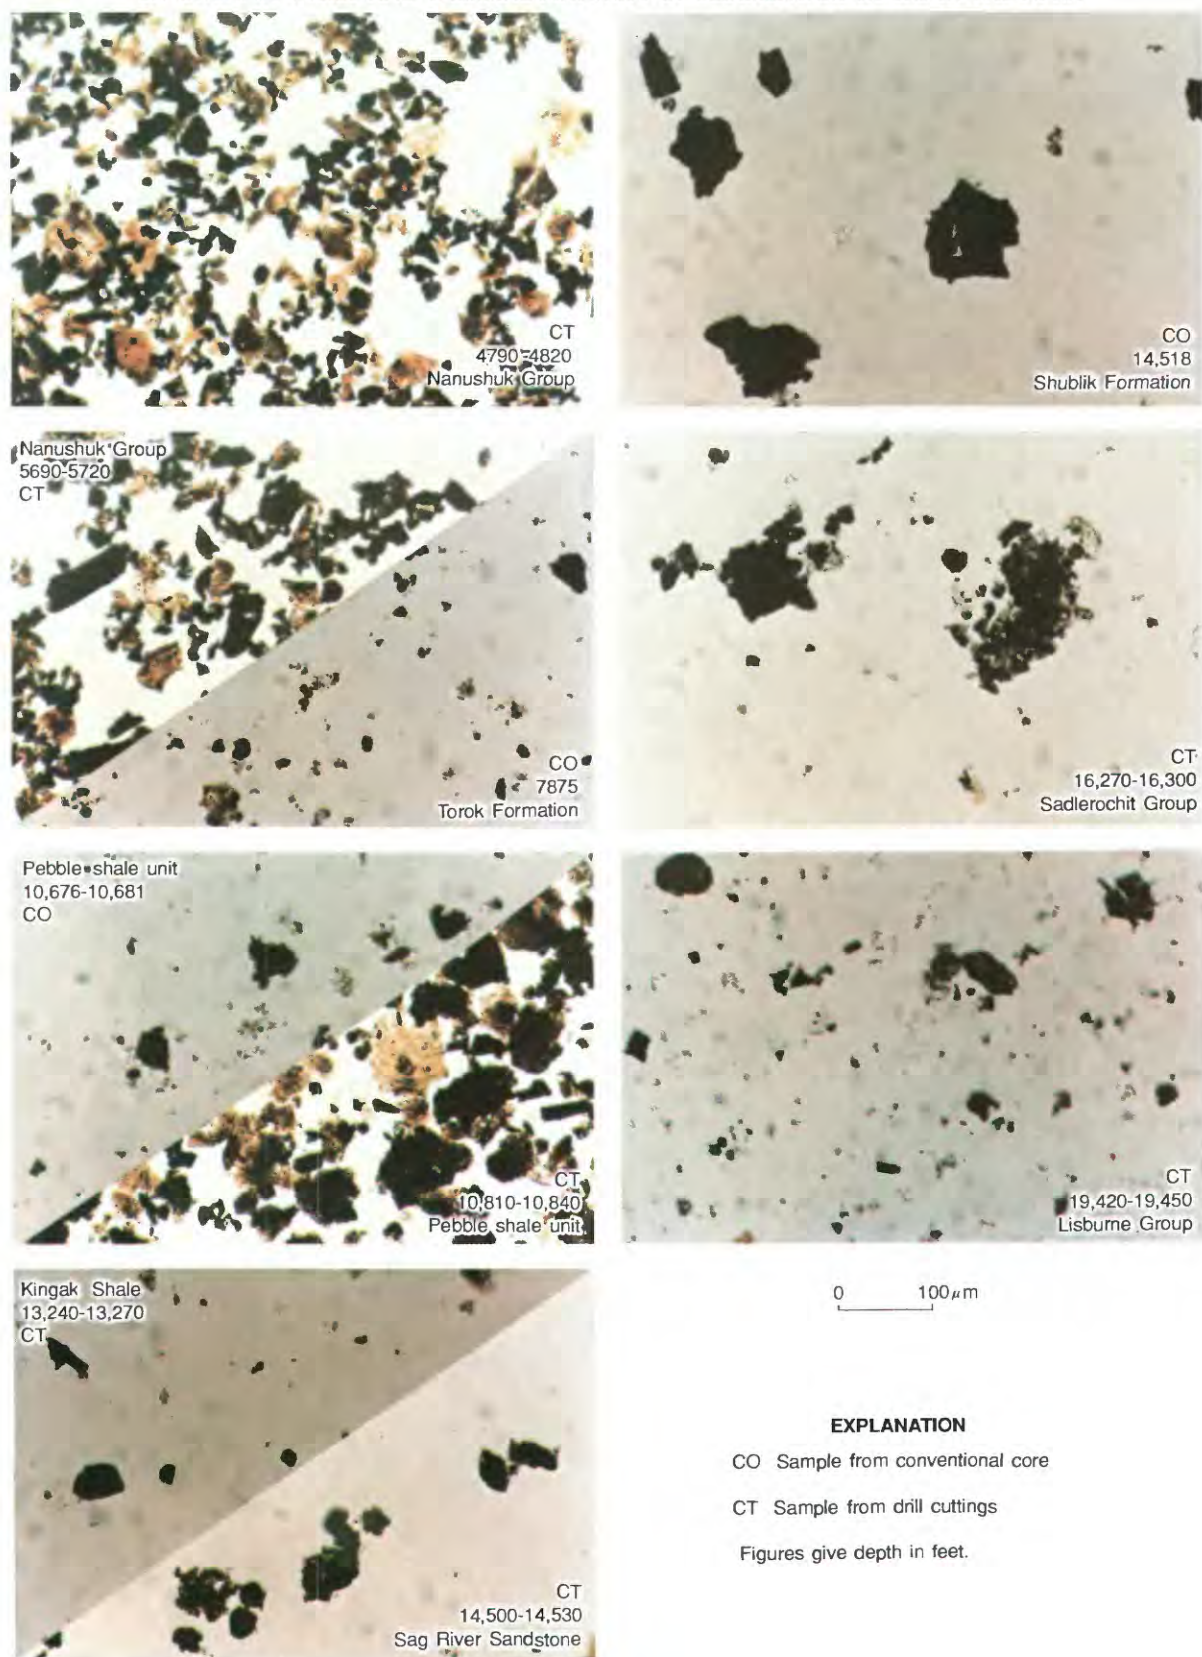 CT
4790-4820
Nanushuk Group
Nanushuk Group
5690-5720
CT
CO
7875
Torok Formation
Pebble shale unit
10,676-10,681
CO
CT
10,810-10,840
Pebble shale unit
Kingak Shale
13,240-13,270
CT
CT
14,500-14,530
Sag River Sandstone
CO
14,518
Shublik Formation
CT
16,270-16,300
Sadlerochit Group
CT
19,420-19,450
Lisburne Group
0 100μm
EXPLANATION
CO Sample from conventional core
CT Sample from drill cuttings
Figures give depth in feet.